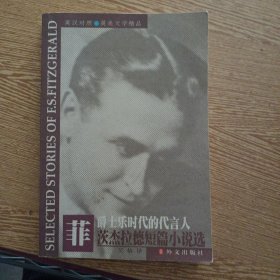 英汉对照 英美文学精品
SELECTED STORIES OF F.S.FITZGERALD
爵士乐时代的代言人
菲茨杰拉德短篇小说选
外文出版社